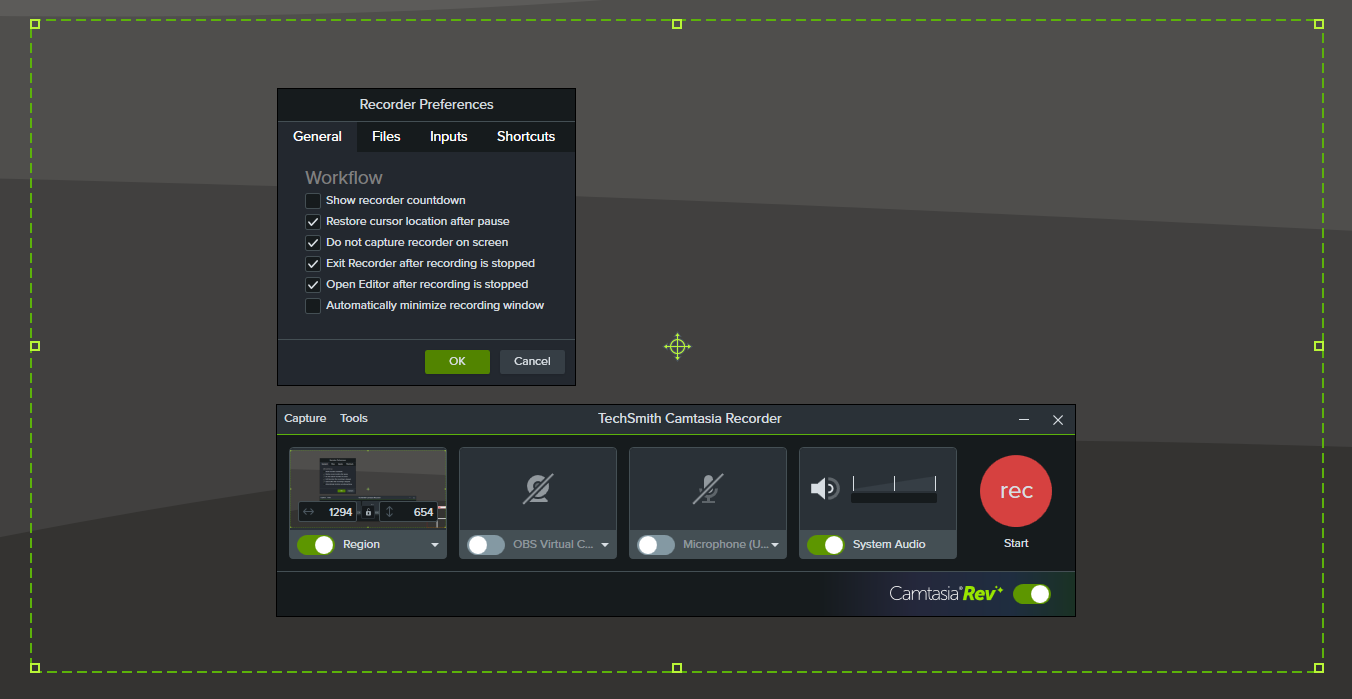 Recorder Preferences
General Files Inputs Shortcuts
Workflow
Show recorder countdown
Restore cursor location after pause
Do not capture recorder on screen
Exit Recorder after recording is stopped
Open Editor after recording is stopped
Automatically minimize recording window
OK Cancel
Capture Tools TechSmith Camtasia Recorder
1294 654
rec
Region OBS Virtual C... Microphone (U... System Audio Start
Camtasia® Rev